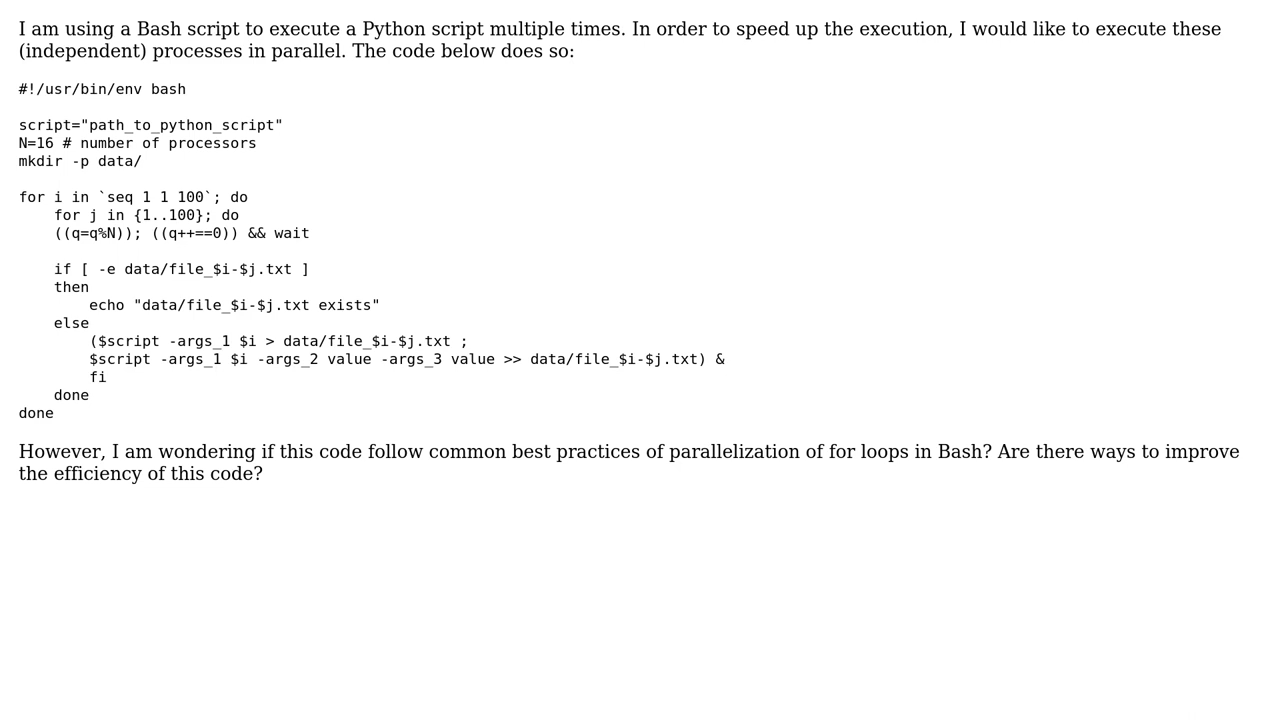 I am using a Bash script to execute a Python script multiple times. In order to speed up the execution, I would like to execute these
(independent) processes in parallel. The code below does so:
#!/usr/bin/env bash
script="path_to_python_script"
N=16 # number of processors
mkdir -p data/
for i in `seq 1 1 100`; do
    for j in {1..100}; do
    ((q=q%N)); ((q++==0)) && wait
    if [ -e data/file_$i-$j.txt ]
    then
        echo "data/file_$i-$j.txt exists"
    else
        ($script -args_1 $i > data/file_$i-$j.txt ;
        $script -args_1 $i -args_2 value -args_3 value >> data/file_$i-$j.txt) &
        fi
    done
done
However, I am wondering if this code follow common best practices of parallelization of for loops in Bash? Are there ways to improve
the efficiency of this code?